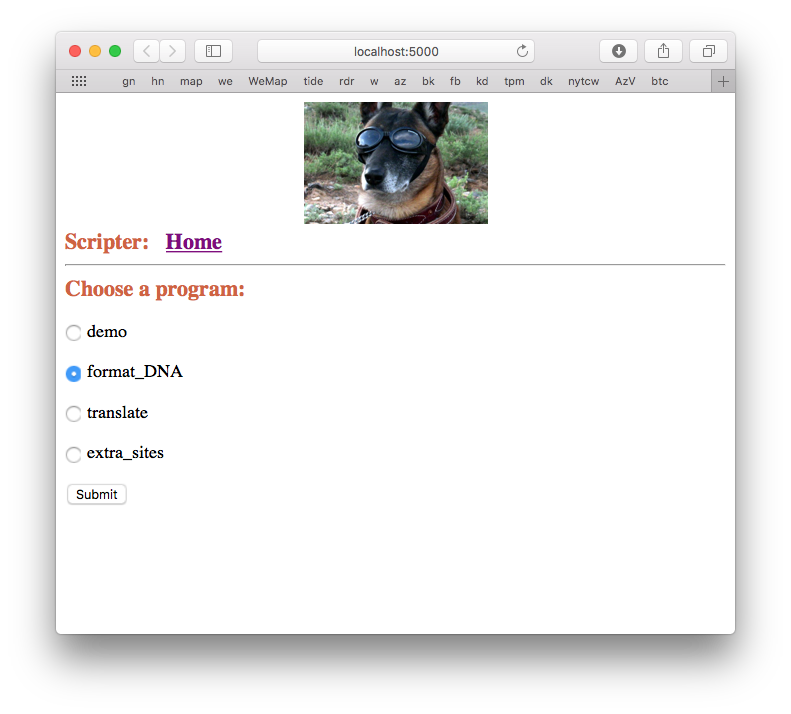 localhost:5000
gn hn map we WeMap tide rdr w az bk fb kd tpm dk nytcw AzV btc
Scripter: Home
Choose a program:
demo
format_DNA
translate
extra_sites
Submit